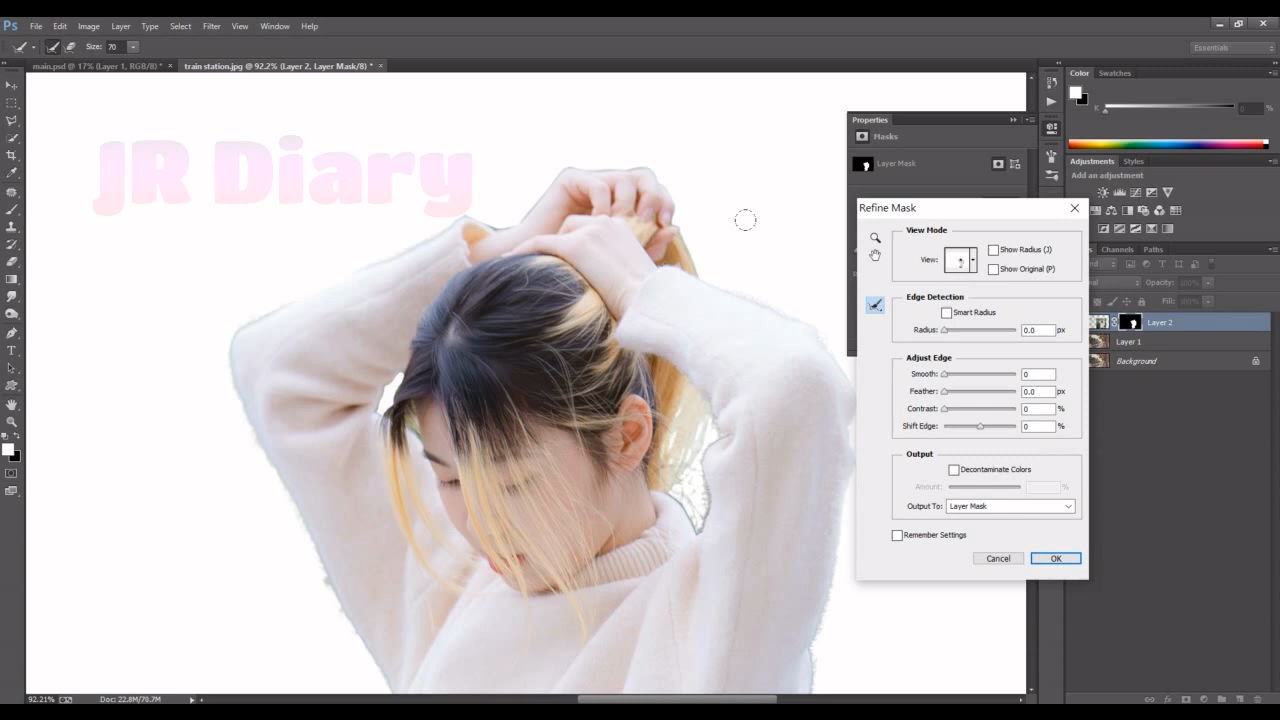 Ps File Edit Image Layer Type Select Filter View Window Help
Size: 70
Essentials
main.psd @ 17% (Layer 1, RGB/8) * × train station.jpg @ 92.2% (Layer 2, Layer Mask/8) * ×
Color Swatches
K 0 %
JR Diary
Properties
Masks
Layer Mask
Adjustments Styles
Add an adjustment
Refine Mask
View Mode
View:
Show Radius (J)
Show Original (P)
Edge Detection
Smart Radius
Radius: 0.0 px
Adjust Edge
Smooth: 0
Feather: 0.0 px
Contrast: 0 %
Shift Edge: 0 %
Output
Decontaminate Colors
Amount: %
Output To: Layer Mask
Remember Settings
Cancel OK
Channels Paths
Opacity: 100%
Fill: 100%
Layer 2
Layer 1
Background
92.21% Doc: 22.8M/70.7M